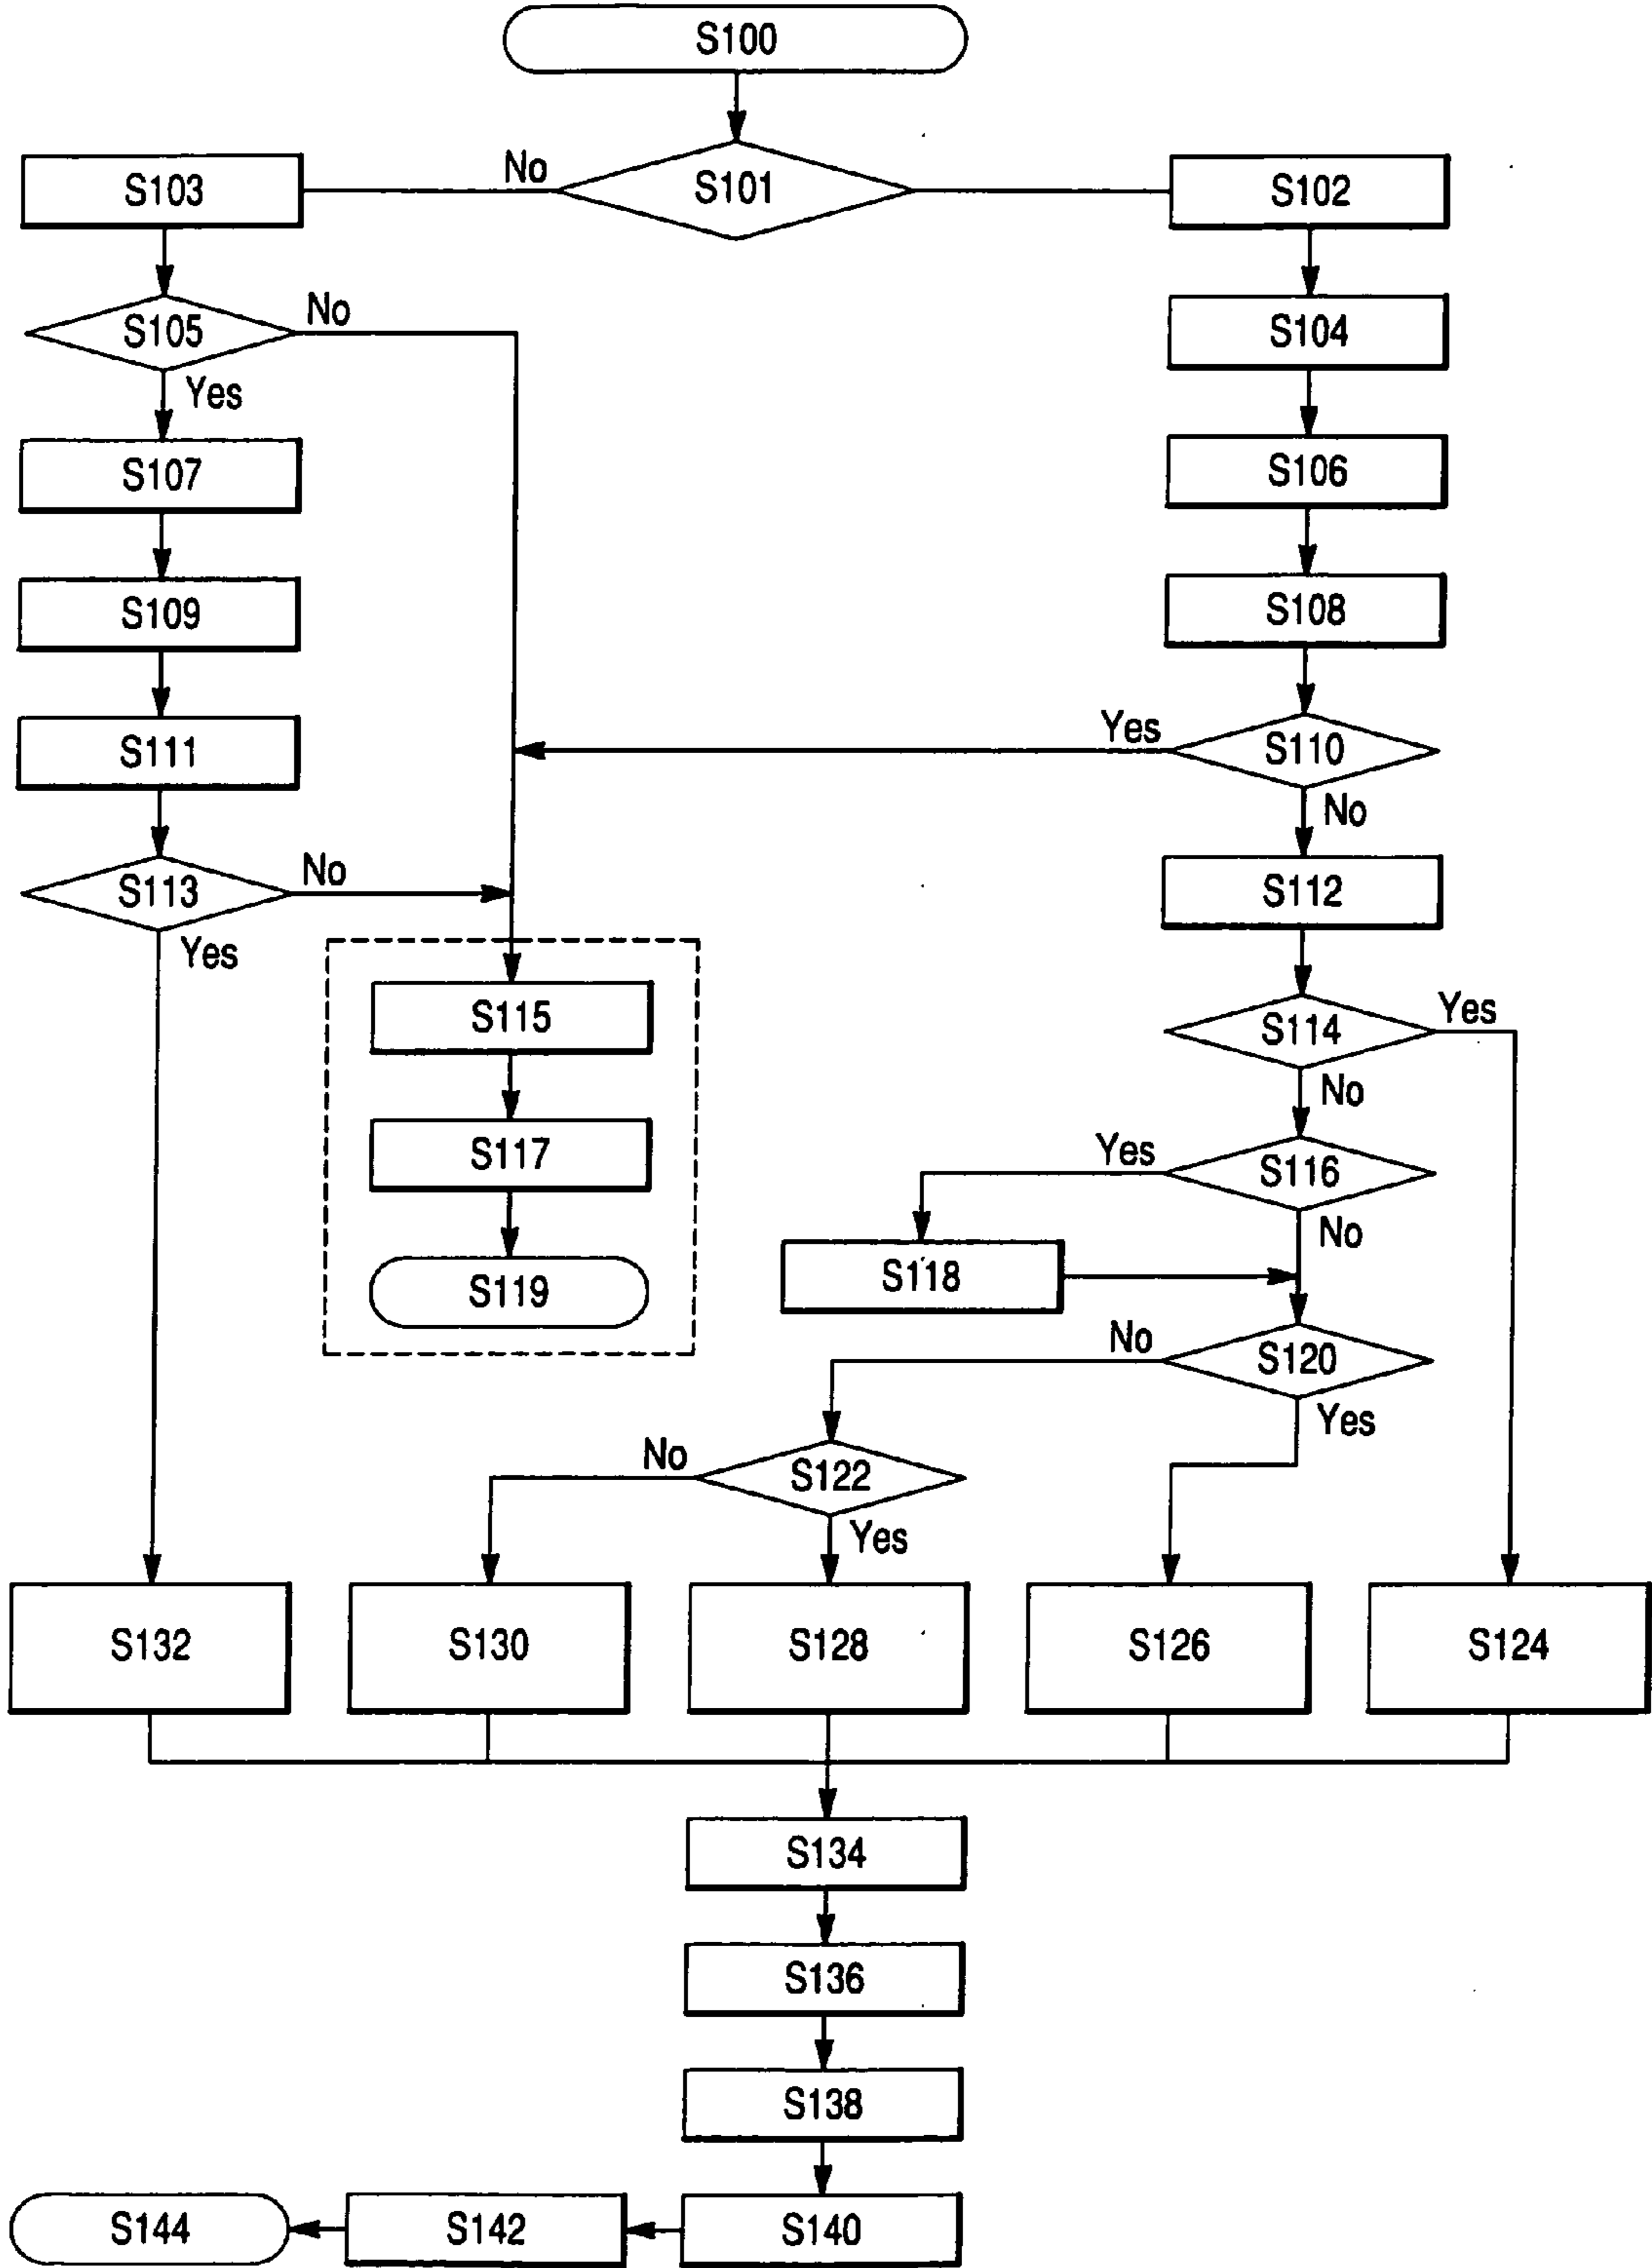 S100
No
S103
S101
S102
S105
No
S104
Yes
S107
S106
S109
S108
S111
Yes
S110
No
S113
No
S112
Yes
S115
S114
Yes
No
S117
Yes
S116
No
S118
S119
No
S120
Yes
No
S122
Yes
S132
S130
S128
S126
S124
S134
S136
S138
S144
S142
S140